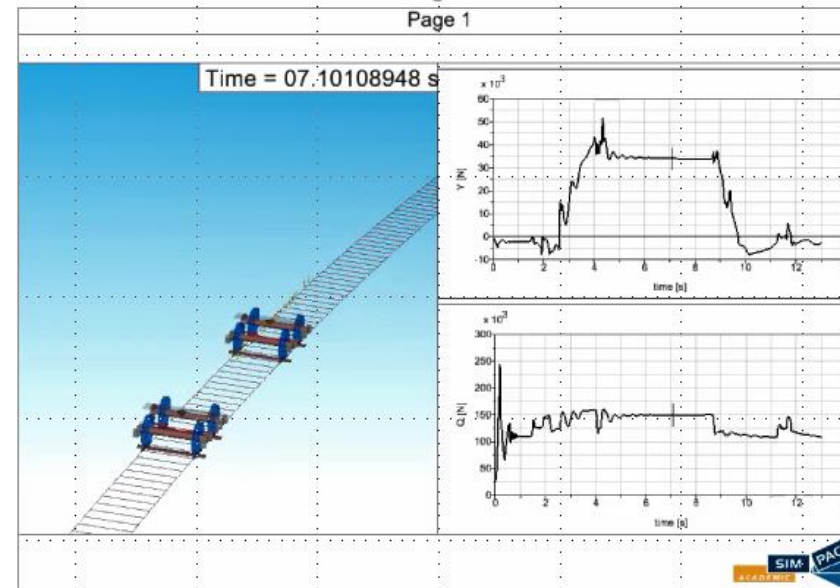 Page 1
Time = 07.10108948 s
x 10³
60
50
40
30
20
10
0
-10
Y [N]
0 2 4 6 8 10 12
time [s]
x 10³
300
250
200
150
100
50
0
Q [N]
0 2 4 6 8 10 12
time [s]
SIM
ACADEMIC